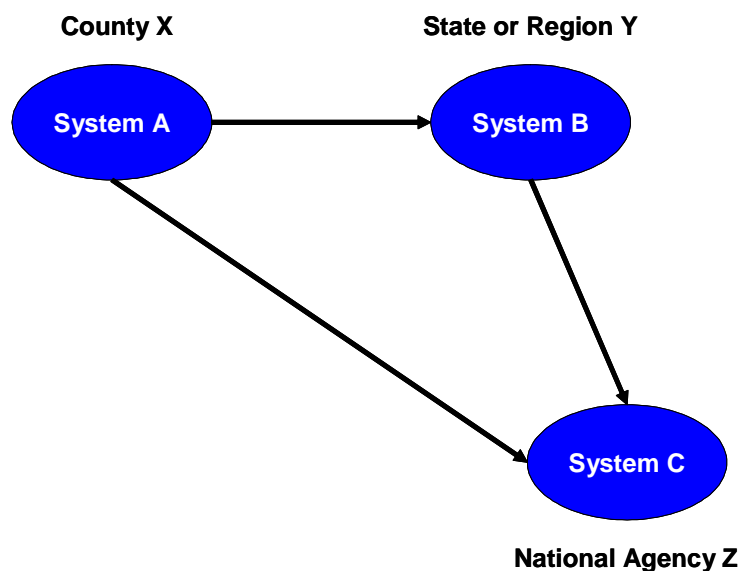 County X
State or Region Y
System A
System B
System C
National Agency Z